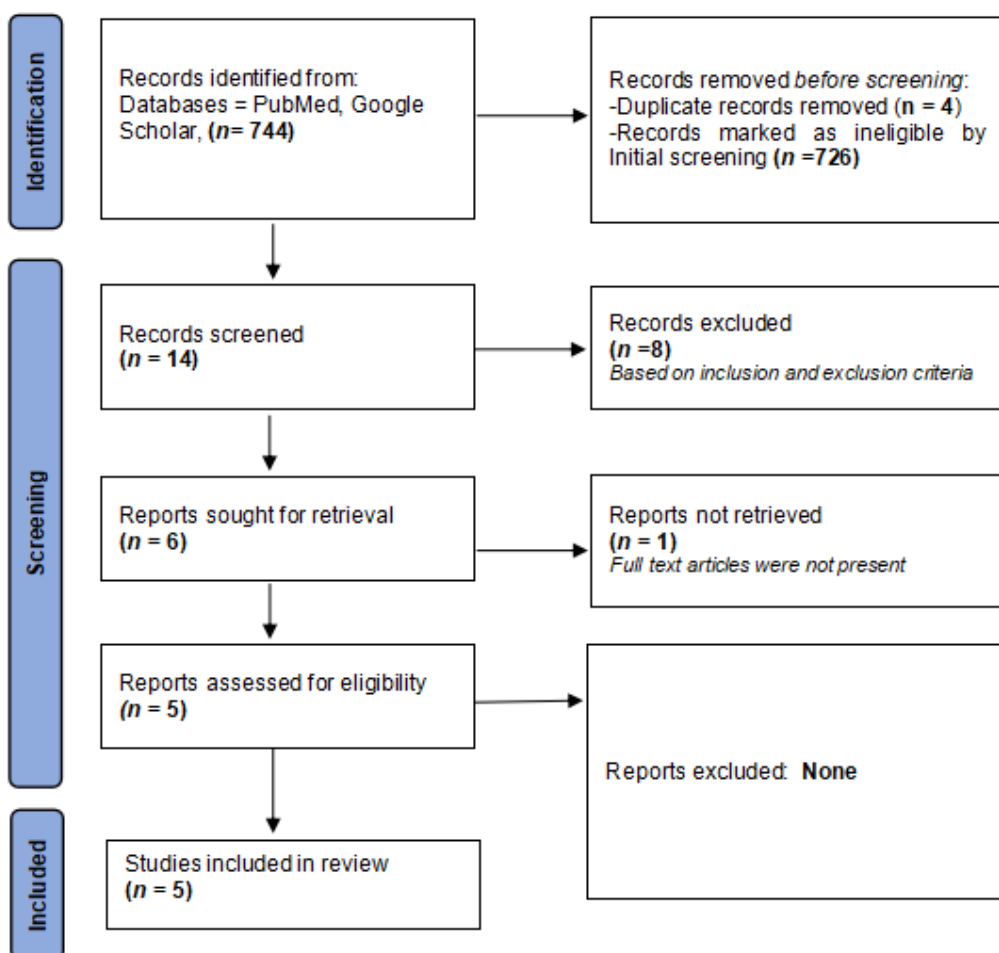 Identification
Records identified from:
Databases = PubMed, Google
Scholar, (n= 744)
Records removed before screening:
-Duplicate records removed (n = 4)
-Records marked as ineligible by
Initial screening (n =726)
Screening
Records screened
(n = 14)
Records excluded
(n =8)
Based on inclusion and exclusion criteria
Reports sought for retrieval
(n = 6)
Reports not retrieved
(n = 1)
Full text articles were not present
Reports assessed for eligibility
(n = 5)
Reports excluded: None
Included
Studies included in review
(n = 5)